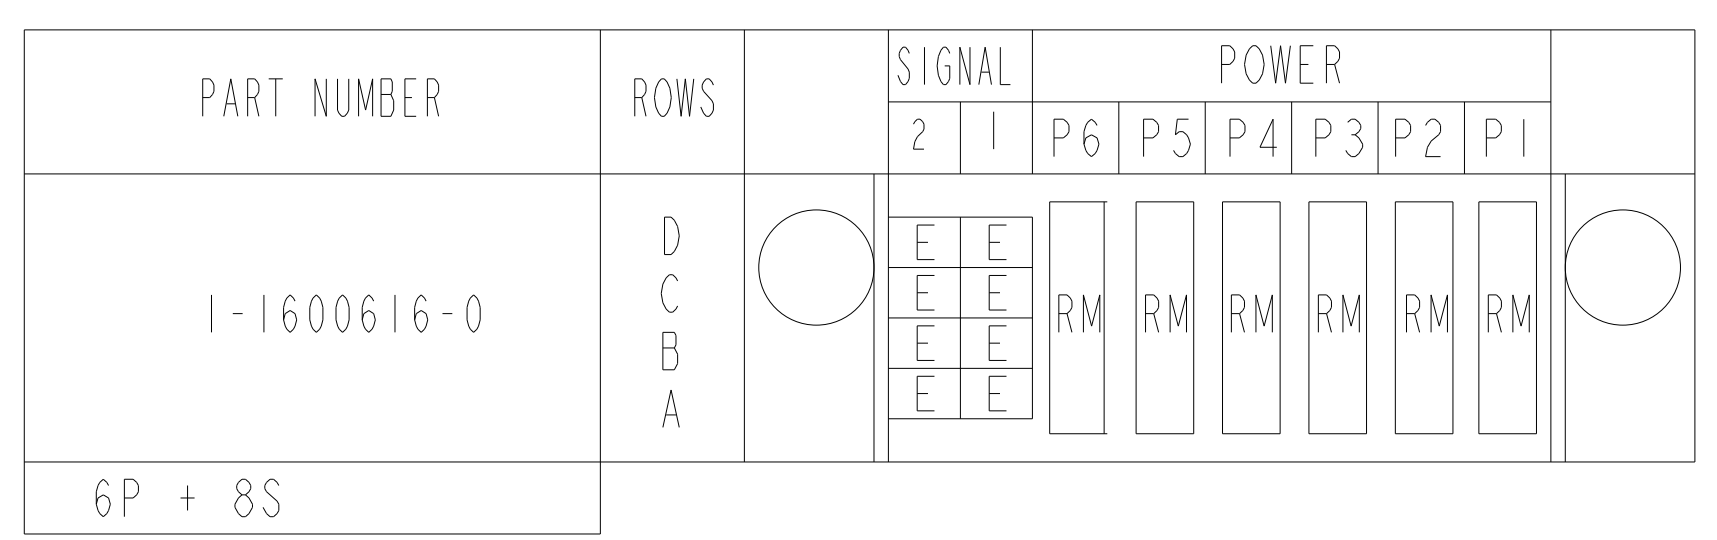 PART NUMBER ROWS SIGNAL POWER
2 1 P6 P5 P4 P3 P2 P1
D E E
C E E
1-1600616-0 RM RM RM RM RM RM
B E E
A E E
6P + 8S